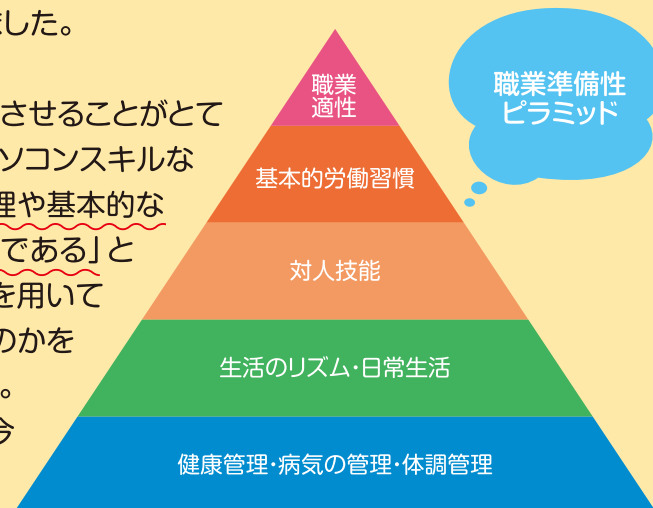 ました。
させることがとて
ソコンスキルな
理や基本的な
である」と
を用いて
のかを
。
今
職業準備性
ピラミッド
職業
適性
基本的労働習慣
対人技能
生活のリズム・日常生活
健康管理・病気の管理・体調管理